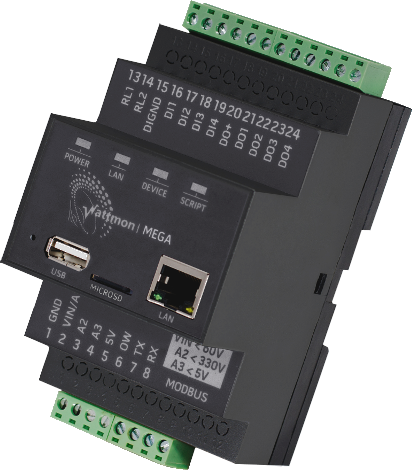 13 14 15 16 17 18 19 20 21 22 23 24
RL1 RL2 DIGND DI1 DI2 DI3 DI4 DO+ DO1 DO2 DO3 DO4
POWER LAN DEVICE SCRIPT
Wattmon | MEGA
USB MICROSD LAN
GND VIN/A A2 A3 5V OW TX RX
1 2 3 4 5 6 7 8 MODBUS
VIN < 60V
A2 < 330V
A3 < 5V